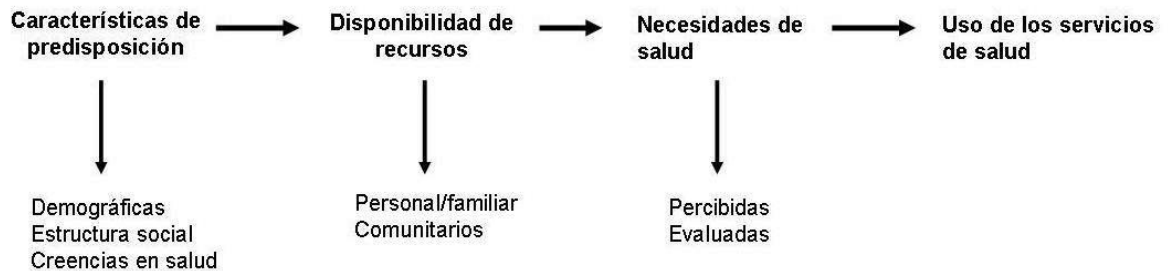 Características de
predisposición
Disponibilidad de
recursos
Necesidades de
salud
Uso de los servicios
de salud
Demográficas
Estructura social
Creencias en salud
Personal/familiar
Comunitarios
Percibidas
Evaluadas